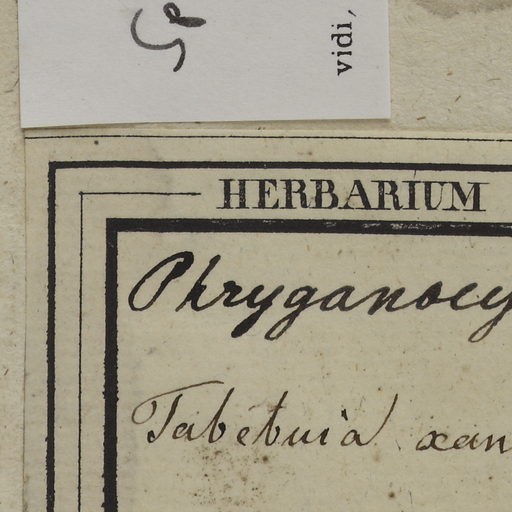 vidi,
HERBARIUM
Phryganocy
Tabebuia xan